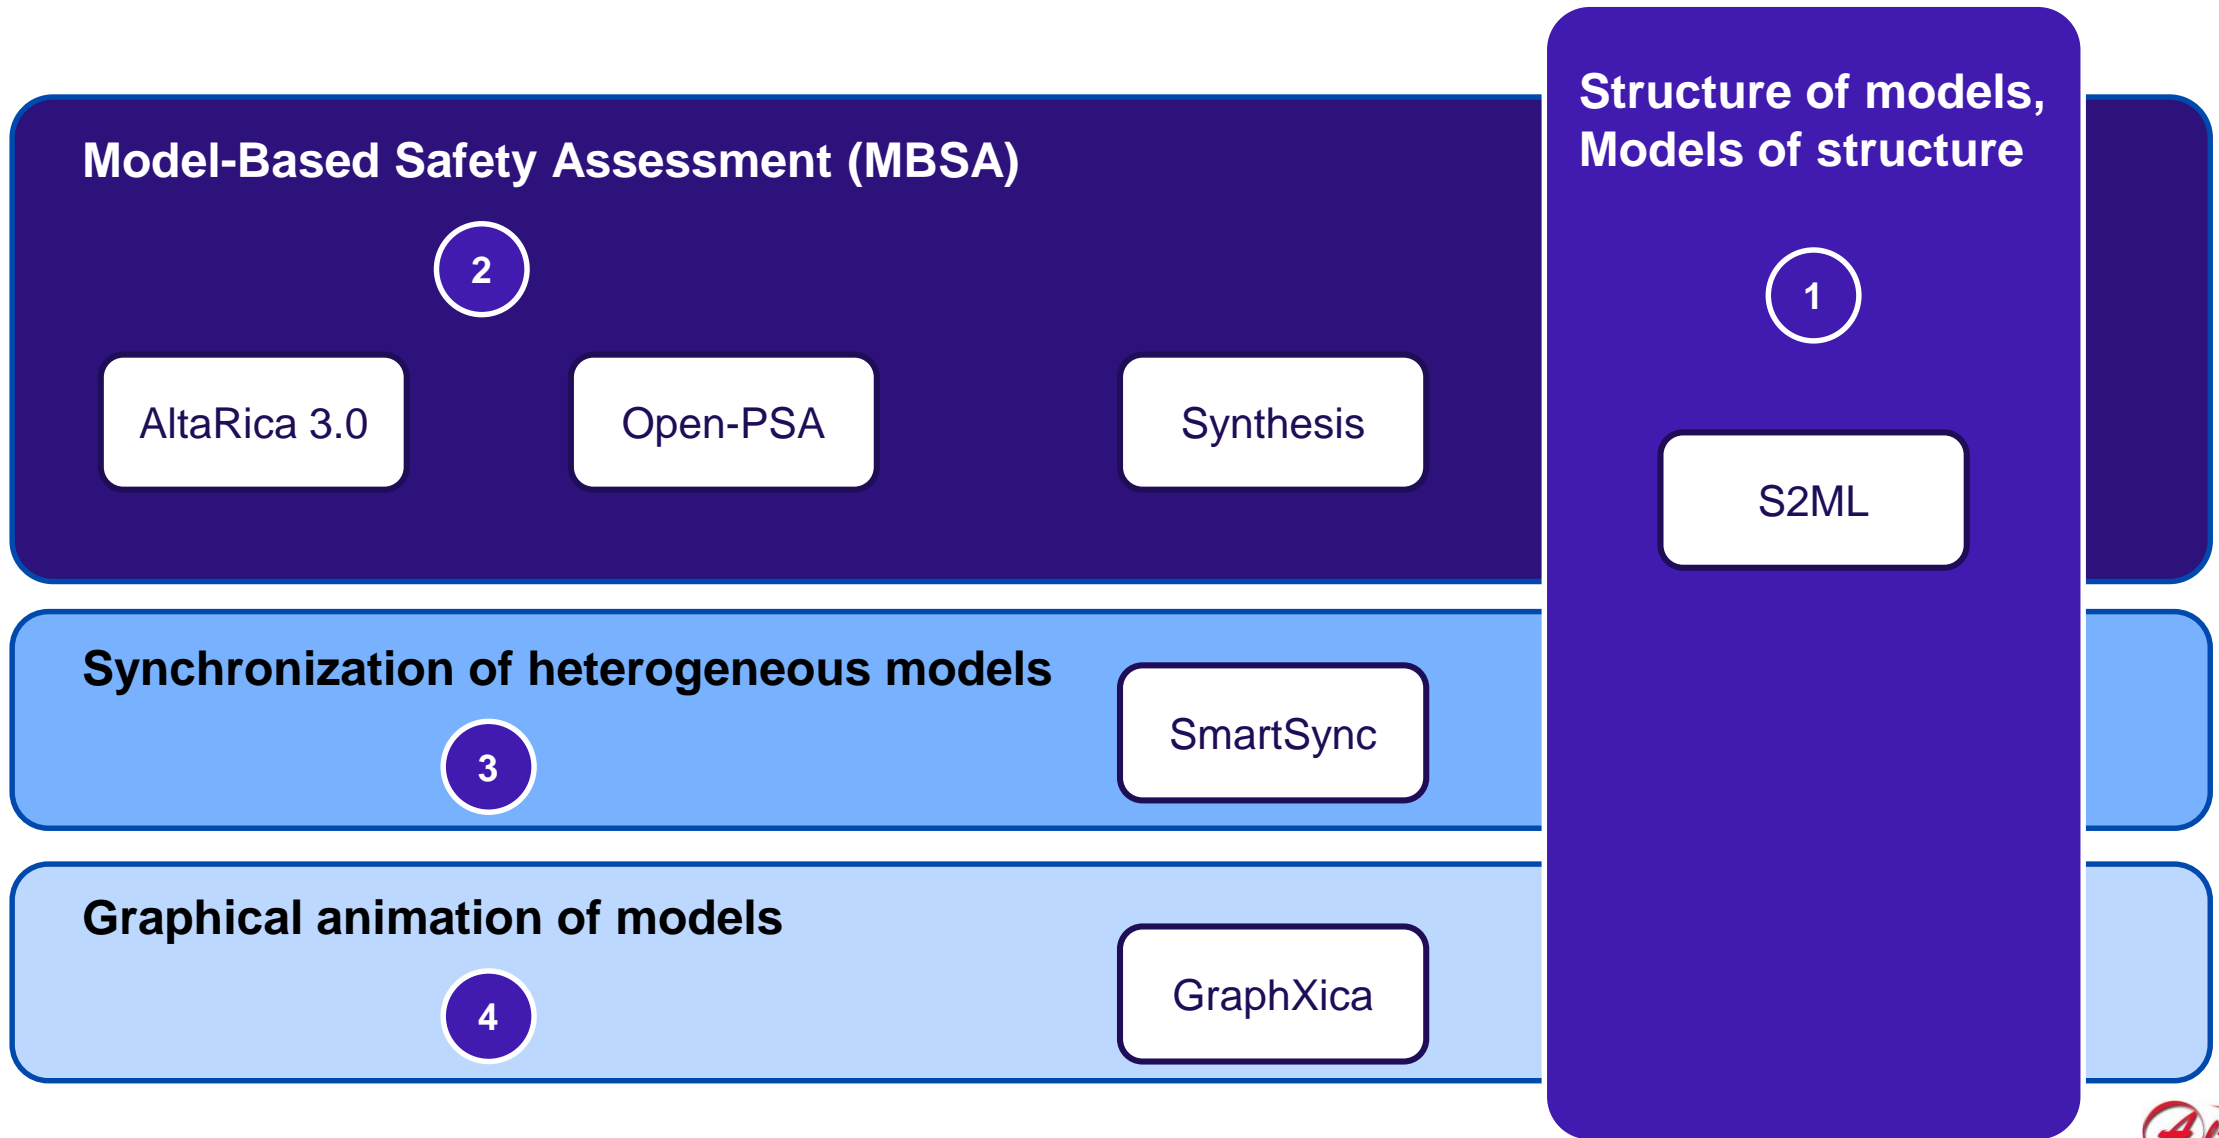 Structure of models,
Models of structure
1
S2ML
Model-Based Safety Assessment (MBSA)
2
AltaRica 3.0
Open-PSA
Synthesis
Synchronization of heterogeneous models
3
SmartSync
Graphical animation of models
4
GraphXica